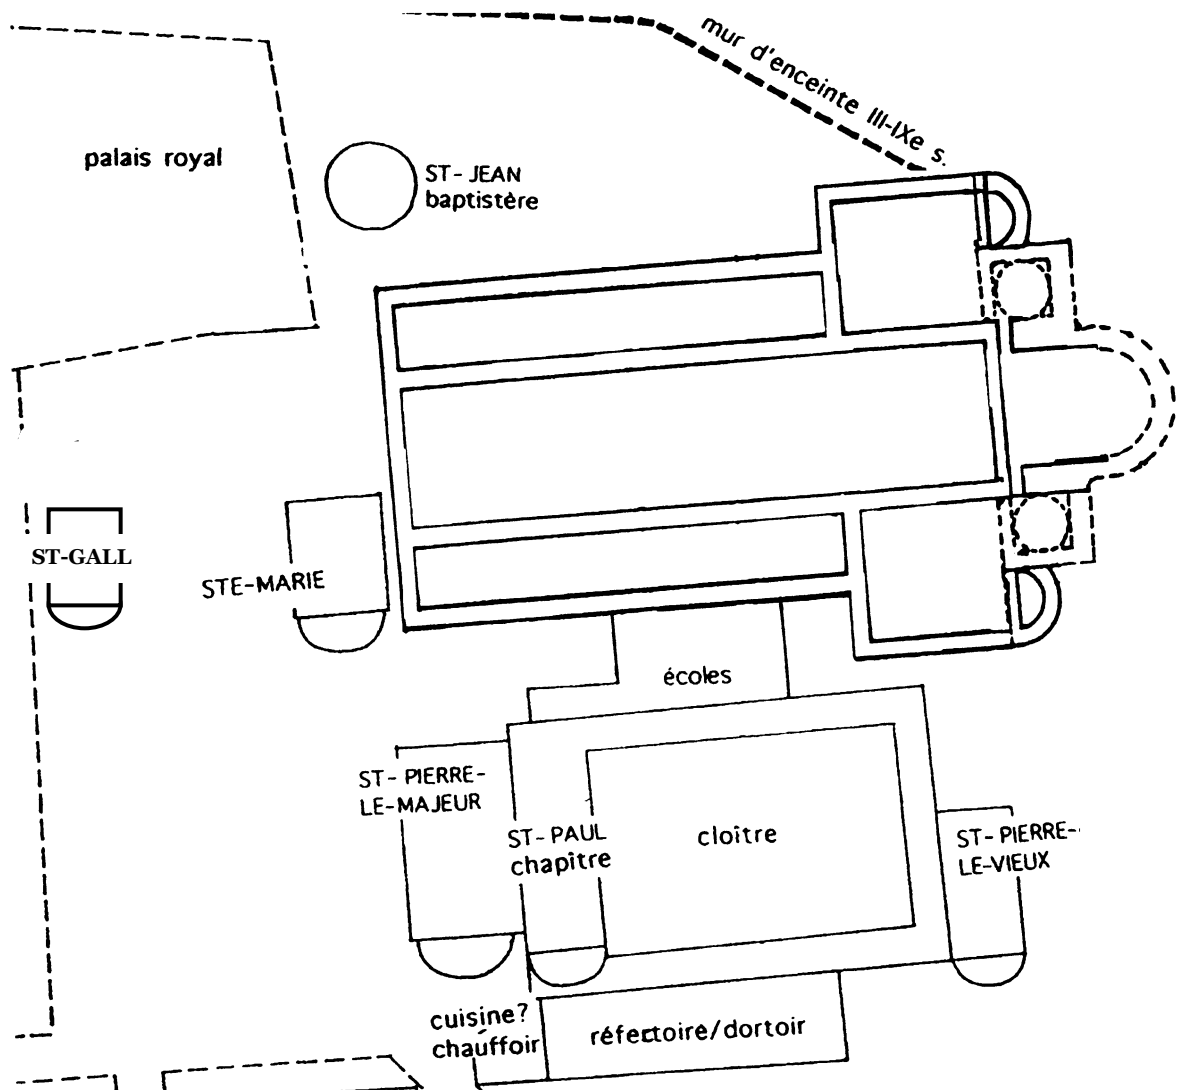 mur d'enceinte III-IXe s.
palais royal
ST-JEAN
baptistère
ST-GALL
STE-MARIE
écoles
ST-PIERRE-
LE-MAJEUR
ST-PAUL
chapitre
cloître
ST-PIERRE-
LE-VIEUX
cuisine?
chauffoir
réfectoire/dortoir